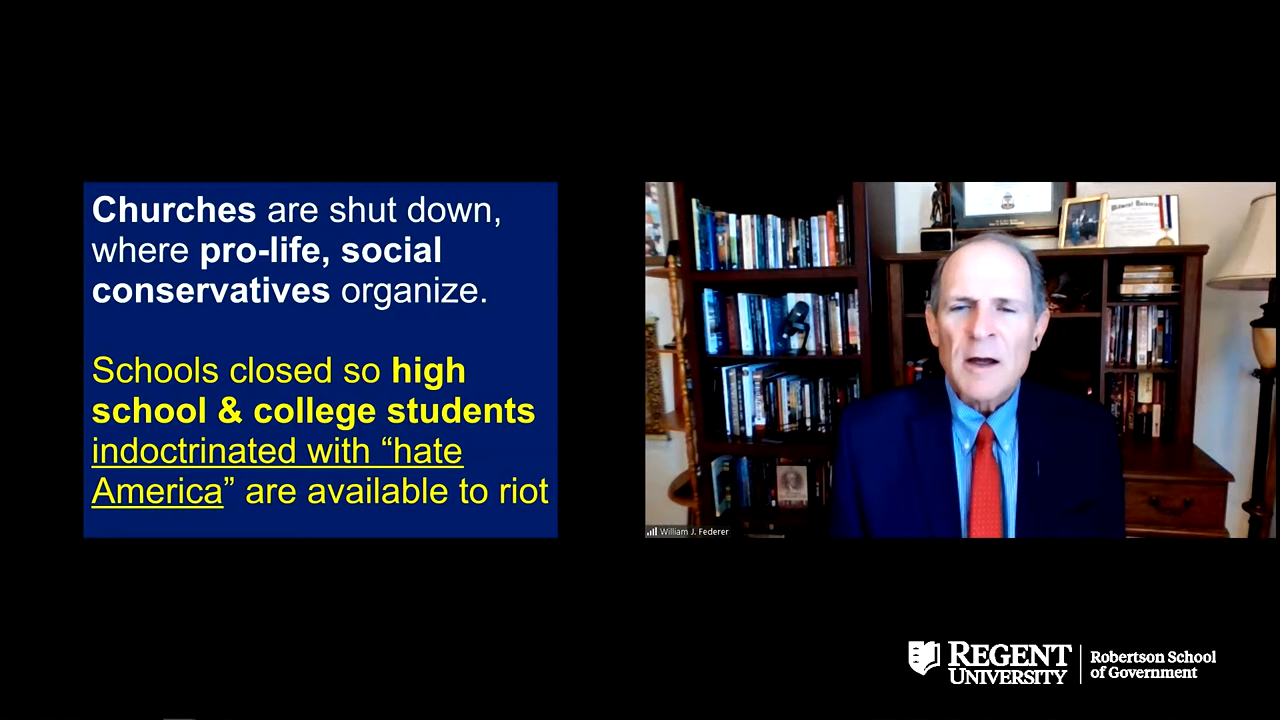 Churches are shut down,
where pro-life, social
conservatives organize.
Schools closed so high
school & college students
indoctrinated with “hate
America” are available to riot
William J. Federer
REGENT
UNIVERSITY
Robertson School
of Government